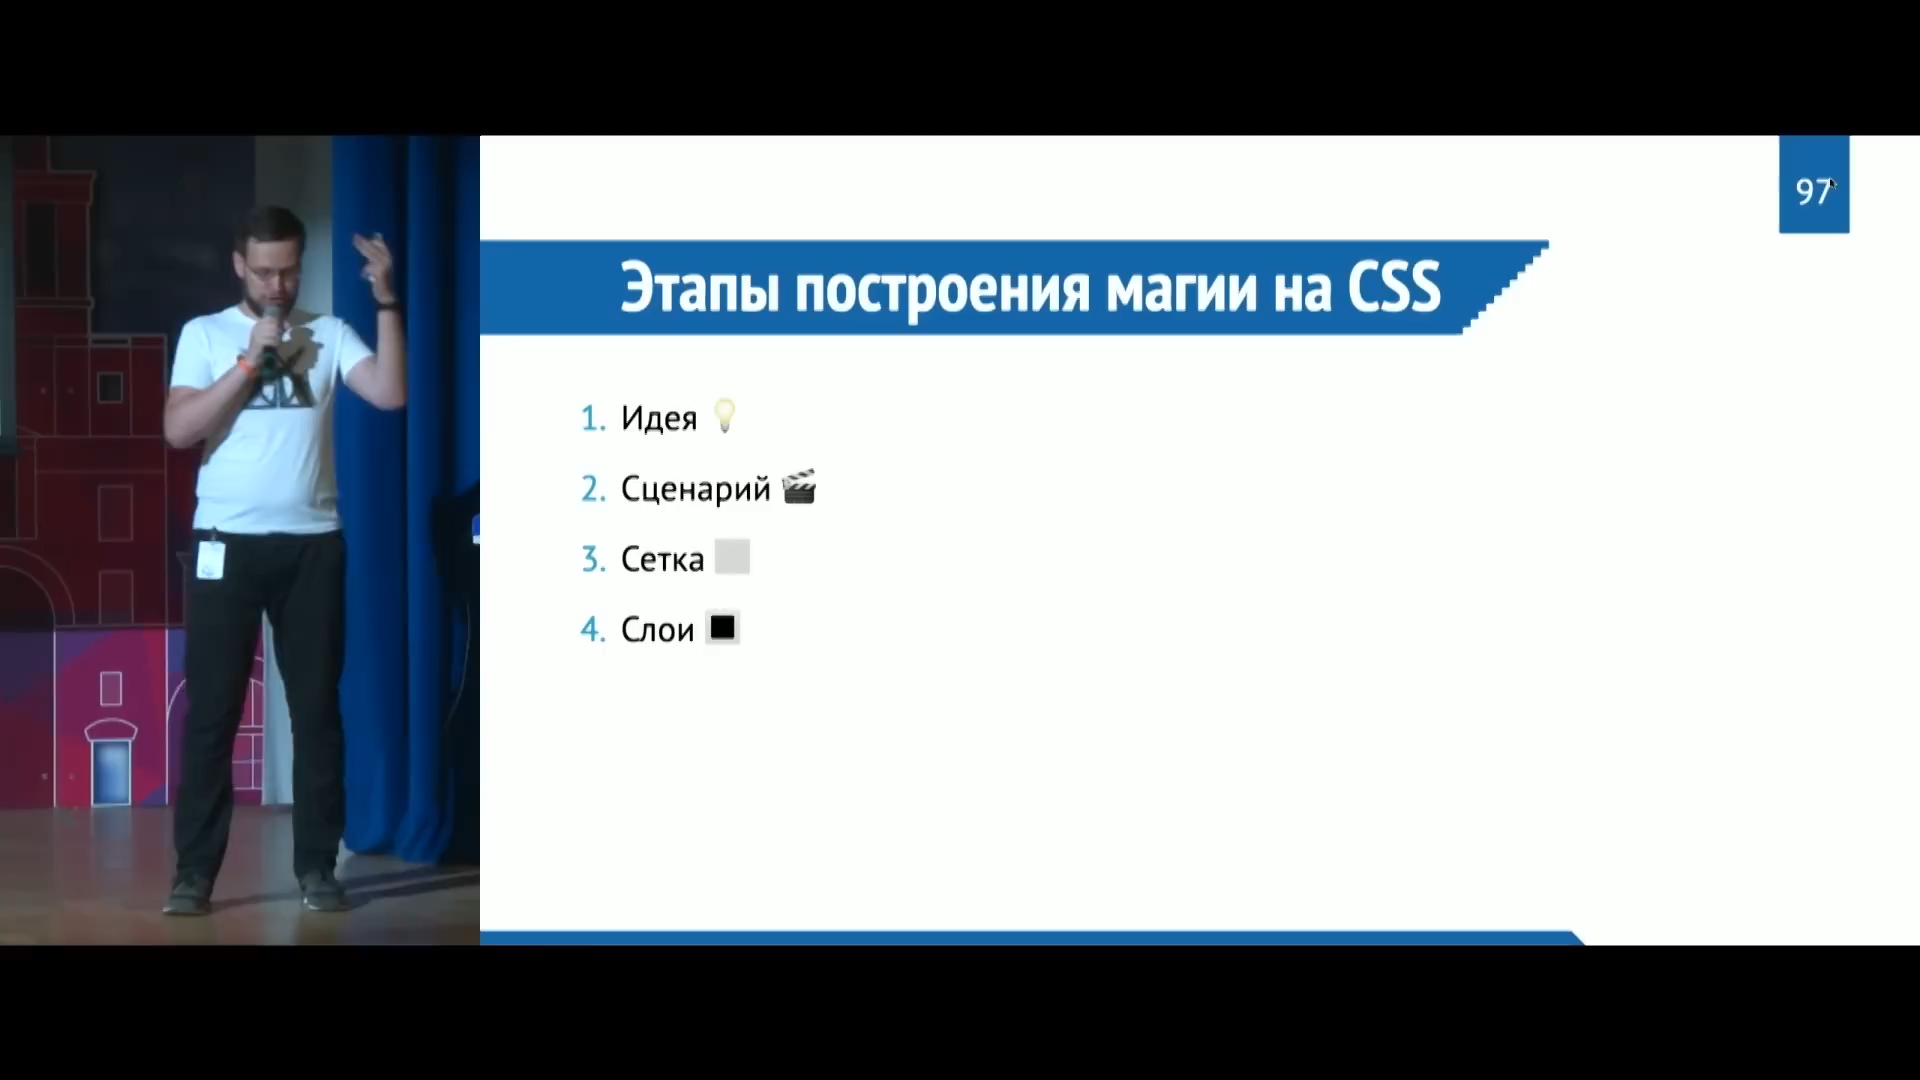 97
Этапы построения магии на CSS
1. Идея 💡
2. Сценарий 🎬
3. Сетка ⬜
4. Слои 🔳